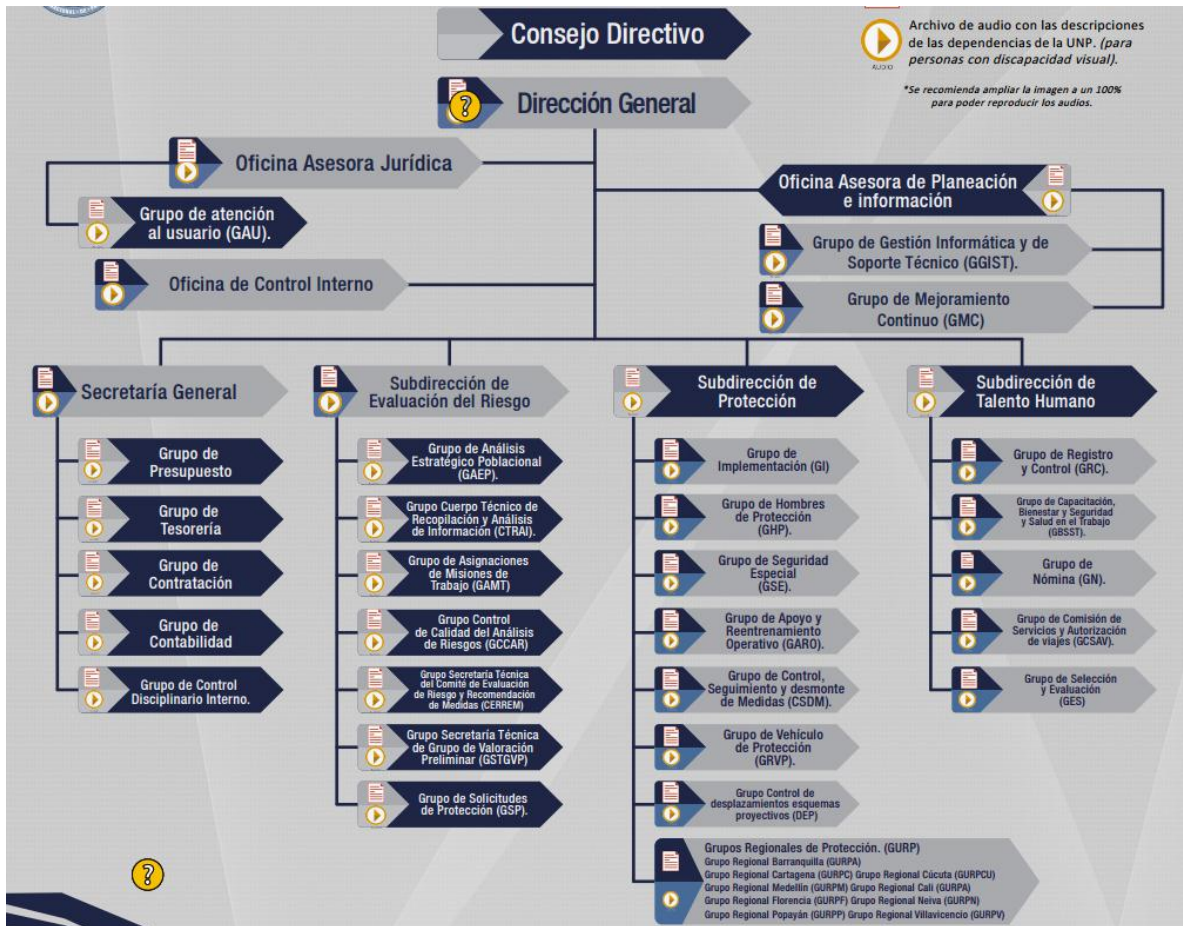 Consejo Directivo
Archivo de audio con las descripciones
de las dependencias de la UNP. (para
personas con discapacidad visual).
AUDIO
*Se recomienda ampliar la imagen a un 100%
para poder reproducir los audios.
Dirección General
Oficina Asesora Jurídica
Grupo de atención
al usuario (GAU).
Oficina de Control Interno
Oficina Asesora de Planeación
e información
Grupo de Gestión Informática y de
Soporte Técnico (GGIST).
Grupo de Mejoramiento
Continuo (GMC)
Secretaría General
Grupo de
Presupuesto
Grupo de
Tesorería
Grupo de
Contratación
Grupo de
Contabilidad
Grupo de Control
Disciplinario Interno.
Subdirección de
Evaluación del Riesgo
Grupo de Análisis
Estratégico Poblacional
(GAEP).
Grupo Cuerpo Técnico de
Recopilación y Análisis
de Información (CTRAI).
Grupo de Asignaciones
de Misiones de
Trabajo (GAMT)
Grupo Control
de Calidad del Análisis
de Riesgos (GCCAR)
Grupo Secretaría Técnica
del Comité de Evaluación
de Riesgo y Recomendación
de Medidas (CERREM)
Grupo Secretaría Técnica
de Grupo de Valoración
Preliminar (GSTGVP)
Grupo de Solicitudes
de Protección (GSP).
Subdirección de
Protección
Grupo de
Implementación (GI)
Grupo de Hombres
de Protección
(GHP).
Grupo de Seguridad
Especial
(GSE).
Grupo de Apoyo y
Reentrenamiento
Operativo (GARO).
Grupo de Control,
Seguimiento y desmonte
de Medidas (CSDM).
Grupo de Vehículo
de Protección
(GRVP).
Grupo Control de
desplazamientos esquemas
proyectivos (DEP)
Grupos Regionales de Protección. (GURP)
Grupo Regional Barranquilla (GURPA)
Grupo Regional Cartagena (GURPC) Grupo Regional Cúcuta (GURPCU)
Grupo Regional Medellín (GURPM) Grupo Regional Cali (GURPA)
Grupo Regional Florencia (GURPF) Grupo Regional Neiva (GURPN)
Grupo Regional Popayán (GURPP) Grupo Regional Villavicencio (GURPV)
Subdirección de
Talento Humano
Grupo de Registro
y Control (GRC).
Grupo de Capacitación,
Bienestar y Seguridad
y Salud en el Trabajo
(GBSST).
Grupo de
Nómina (GN).
Grupo de Comisión de
Servicios y Autorización
de viajes (GCSAV).
Grupo de Selección
y Evaluación
(GES)